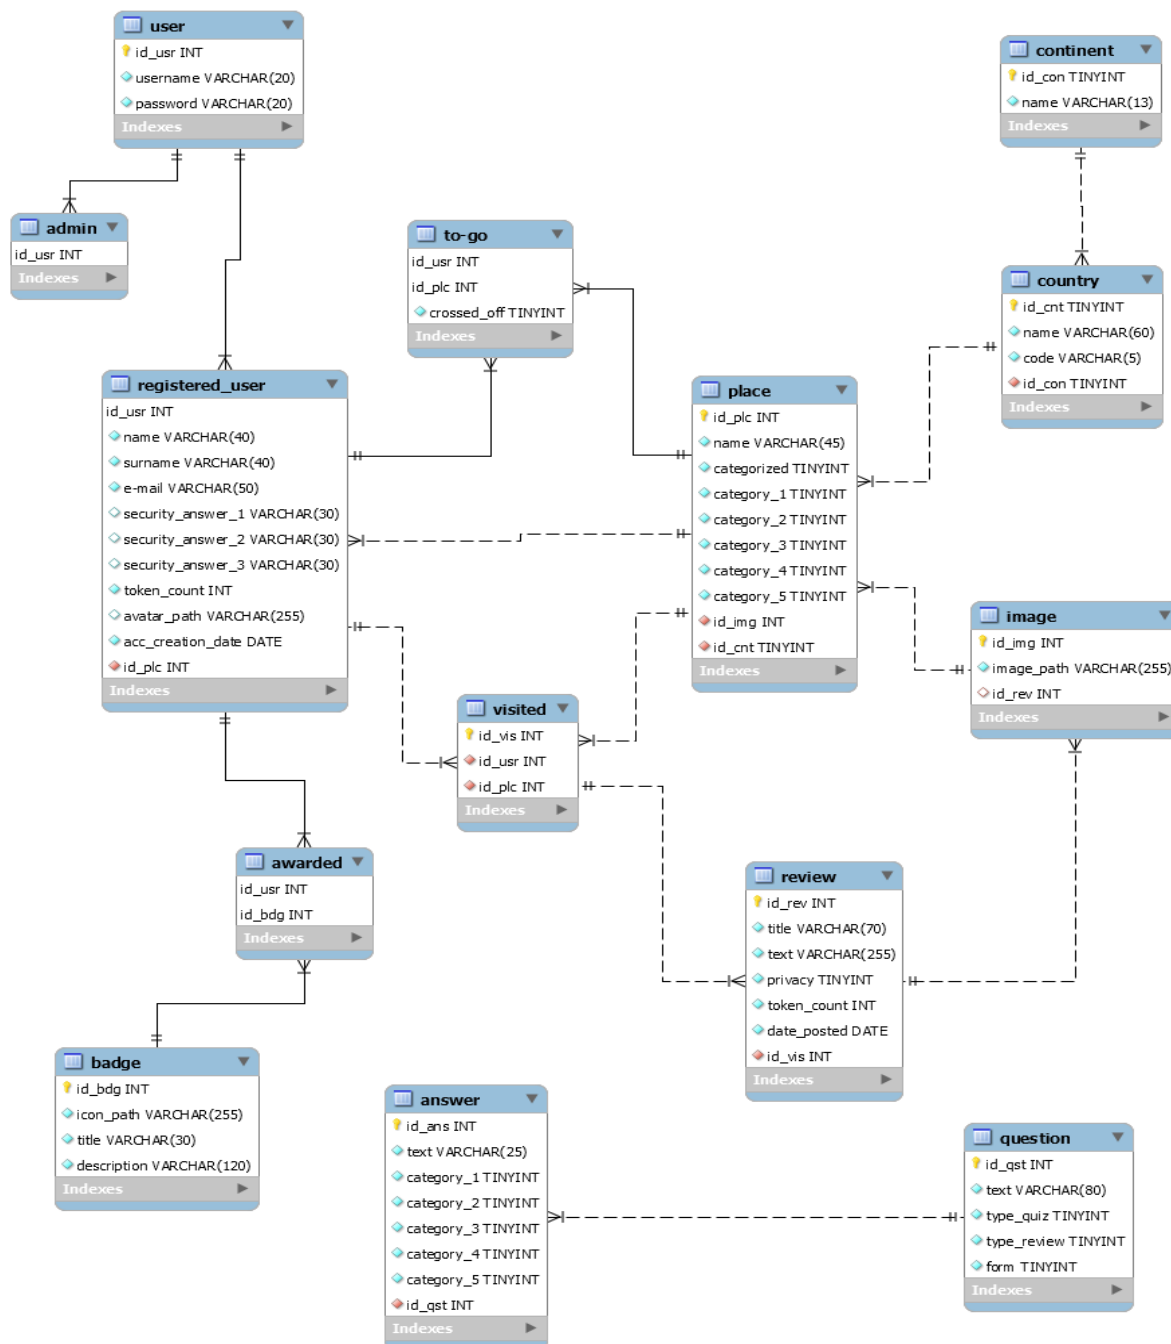 user
id_usr INT
username VARCHAR(20)
password VARCHAR(20)
Indexes
continent
id_con TINYINT
name VARCHAR(13)
Indexes
admin
id_usr INT
Indexes
to-go
id_usr INT
id_plc INT
crossed_off TINYINT
Indexes
country
id_cnt TINYINT
name VARCHAR(60)
code VARCHAR(5)
id_con TINYINT
Indexes
registered_user
id_usr INT
name VARCHAR(40)
surname VARCHAR(40)
e-mail VARCHAR(50)
security_answer_1 VARCHAR(30)
security_answer_2 VARCHAR(30)
security_answer_3 VARCHAR(30)
token_count INT
avatar_path VARCHAR(255)
acc_creation_date DATE
id_plc INT
Indexes
place
id_plc INT
name VARCHAR(45)
categorized TINYINT
category_1 TINYINT
category_2 TINYINT
category_3 TINYINT
category_4 TINYINT
category_5 TINYINT
id_img INT
id_cnt TINYINT
Indexes
image
id_img INT
image_path VARCHAR(255)
id_rev INT
Indexes
visited
id_vis INT
id_usr INT
id_plc INT
Indexes
awarded
id_usr INT
id_bdg INT
Indexes
review
id_rev INT
title VARCHAR(70)
text VARCHAR(255)
privacy TINYINT
token_count INT
date_posted DATE
id_vis INT
Indexes
badge
id_bdg INT
icon_path VARCHAR(255)
title VARCHAR(30)
description VARCHAR(120)
Indexes
answer
id_ans INT
text VARCHAR(25)
category_1 TINYINT
category_2 TINYINT
category_3 TINYINT
category_4 TINYINT
category_5 TINYINT
id_qst INT
Indexes
question
id_qst INT
text VARCHAR(80)
type_quiz TINYINT
type_review TINYINT
form TINYINT
Indexes